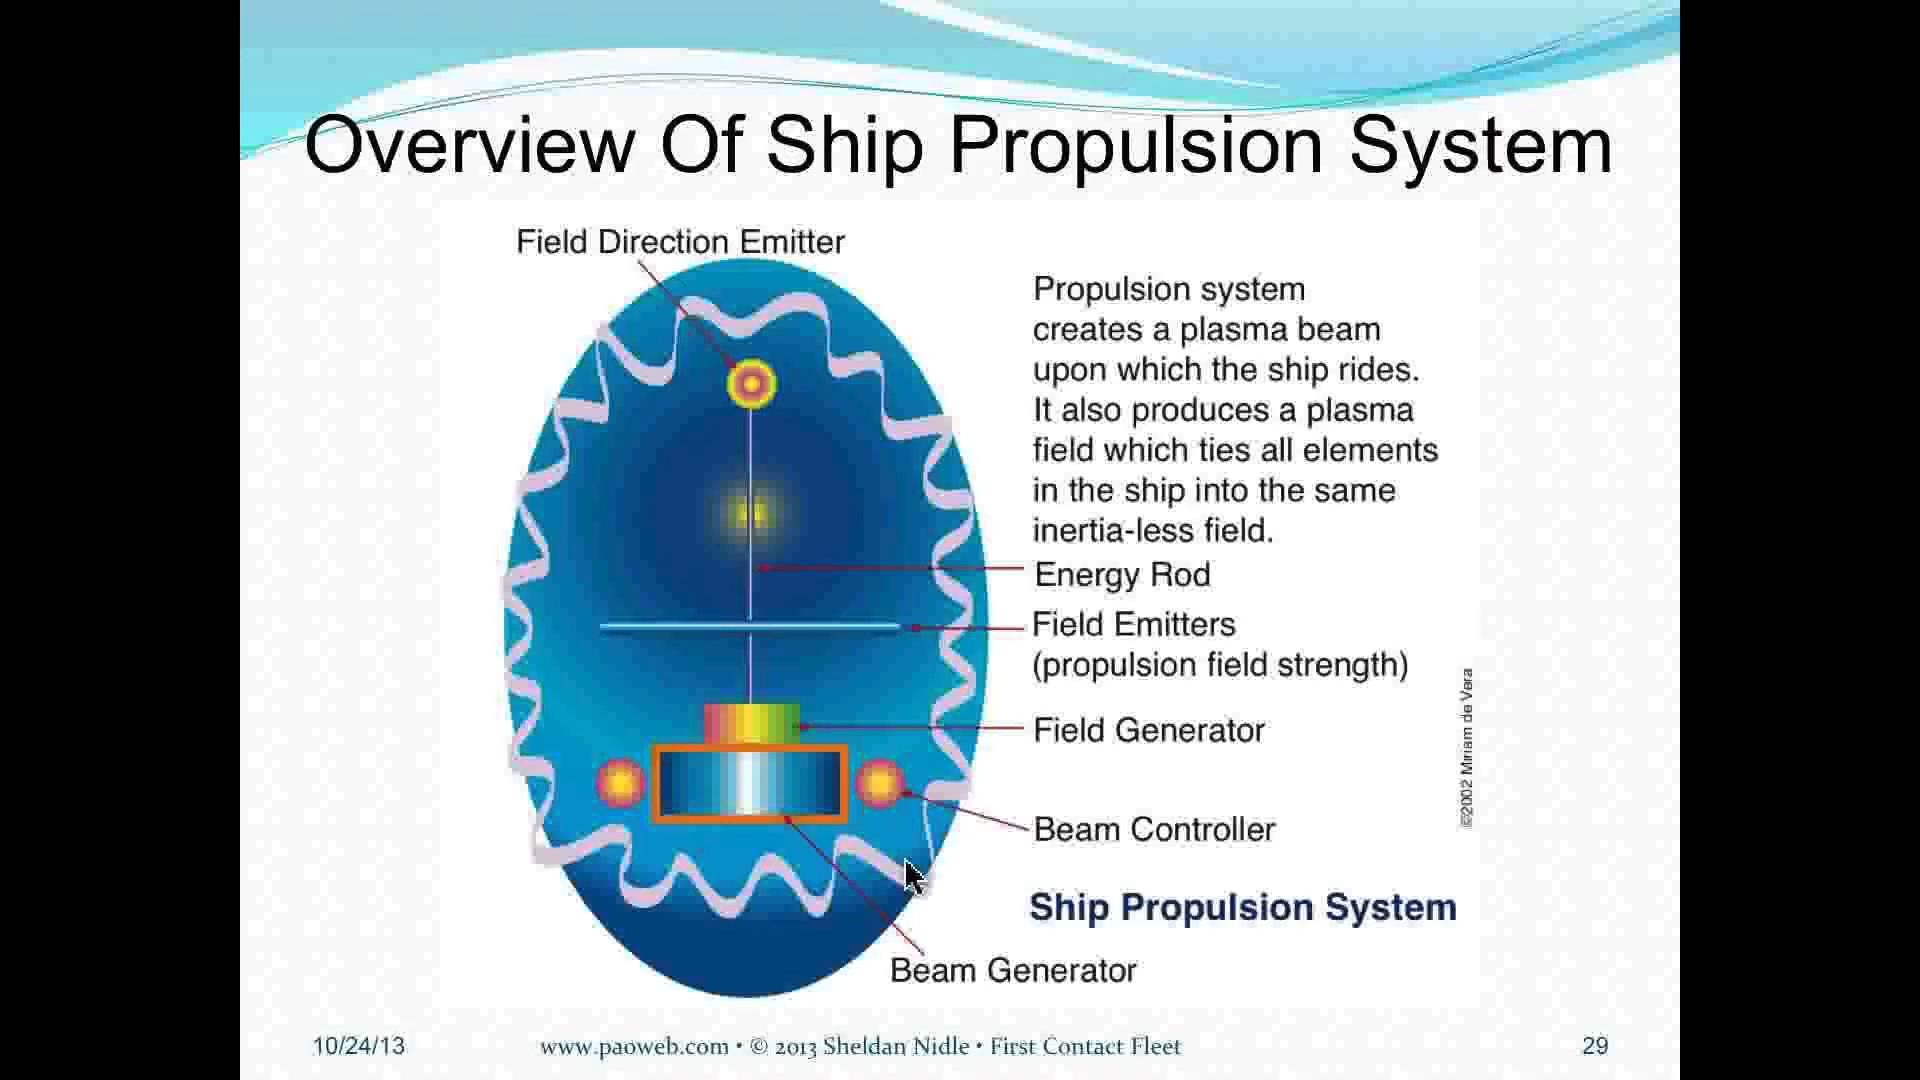 Overview Of Ship Propulsion System
Field Direction Emitter
Propulsion system
creates a plasma beam
upon which the ship rides.
It also produces a plasma
field which ties all elements
in the ship into the same
inertia-less field.
Energy Rod
Field Emitters
(propulsion field strength)
Field Generator
Beam Controller
Ship Propulsion System
Beam Generator
©2002 Miriam de Vera
10/24/13
www.paoweb.com • © 2013 Sheldan Nidle • First Contact Fleet
29